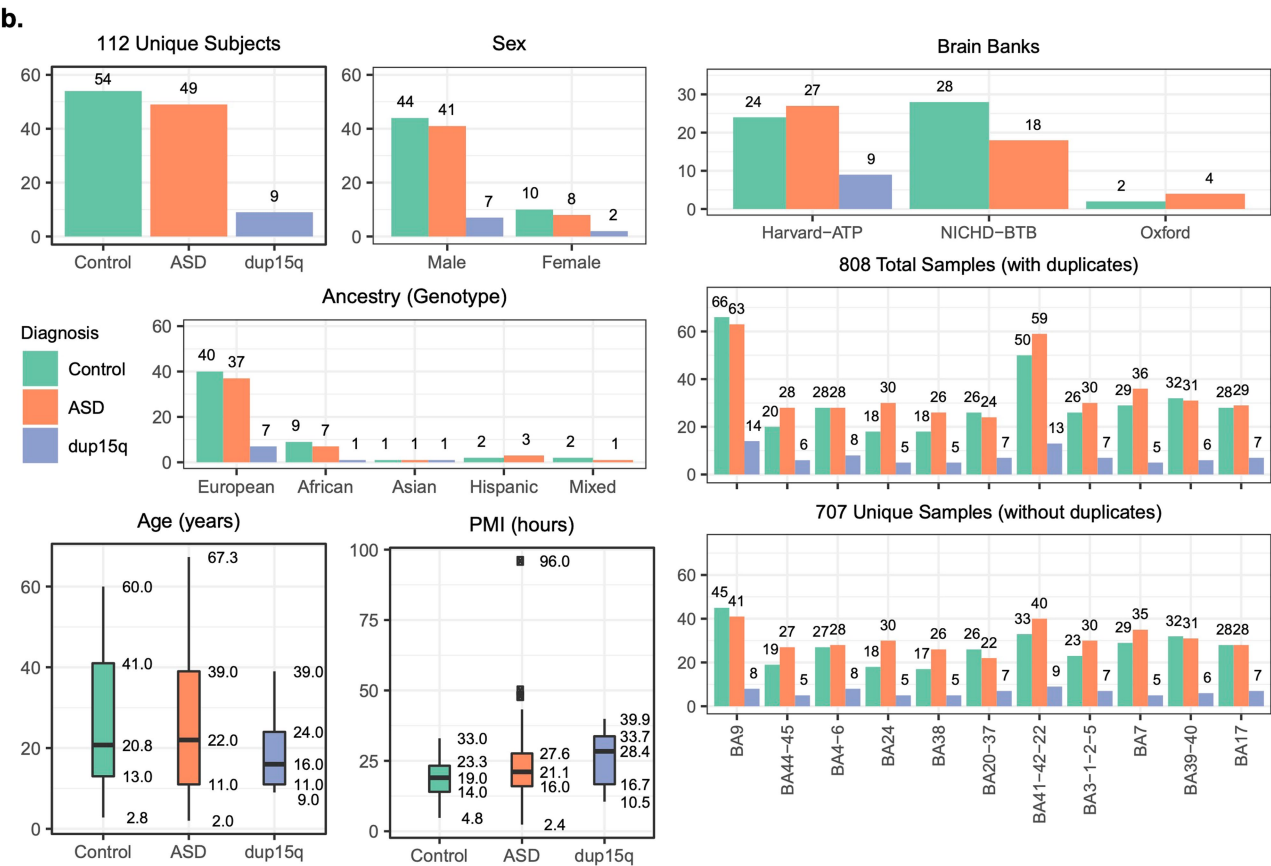 b.
112 Unique Subjects
60
40
20
0
54
49
9
Control ASD dup15q
Sex
60
40
20
0
44 41 7 10 8 2
Male Female
Brain Banks
30
20
10
0
24 27 9 28 18 2 4
Harvard−ATP NICHD−BTB Oxford
Diagnosis
Control
ASD
dup15q
Ancestry (Genotype)
60
40
20
0
40 37 7 9 7 1 1 1 1 2 3 2 1
European African Asian Hispanic Mixed
808 Total Samples (with duplicates)
60
40
20
0
66 63 14 20 28 6 28 28 8 18 30 5 18 26 5 26 24 7 50 59 13 26 30 7 29 36 5 32 31 6 28 29 7
Age (years)
60
40
20
0
60.0
41.0
20.8
13.0
2.8
67.3
39.0
22.0
11.0
2.0
39.0
24.0
16.0
11.0
9.0
Control ASD dup15q
PMI (hours)
100
75
50
25
0
33.0
23.3
19.0
14.0
4.8
96.0
27.6
21.1
16.0
2.4
39.9
33.7
28.4
16.7
10.5
Control ASD dup15q
707 Unique Samples (without duplicates)
60
40
20
0
45 41 8 19 27 5 27 28 8 18 30 5 17 26 5 26 22 7 33 40 9 23 30 7 29 35 5 32 31 6 28 28 7
BA9
BA44−45
BA4−6
BA24
BA38
BA20−37
BA41−42−22
BA3−1−2−5
BA7
BA39−40
BA17